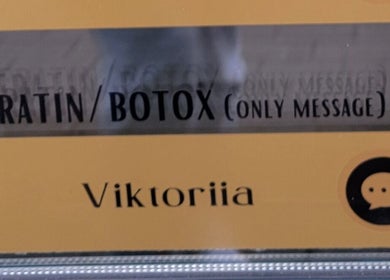 RATIN/BOTOX (ONLY MESSAGE)
Viktoriia